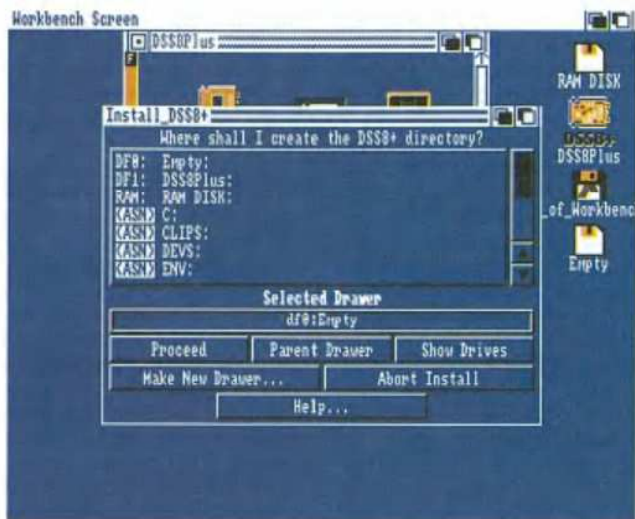 Workbench Screen
DSS8Plus
F
RAM DISK
DSS8+
DSS8Plus
_of_Workbenc
Empty
Install_DSS8+
Where shall I create the DSS8+ directory?
DF0: Empty:
DF1: DSS8Plus:
RAM: RAM DISK:
(ASN) C:
(ASN) CLIPS:
(ASN) DEVS:
(ASN) ENV:
Selected Drawer
df0:Empty
Proceed Parent Drawer Show Drives
Make New Drawer... Abort Install
Help...